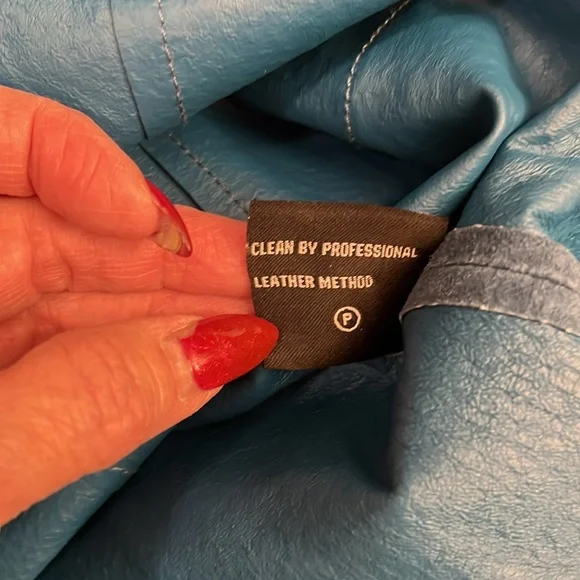 CLEAN BY PROFESSIONAL
LEATHER METHOD
P